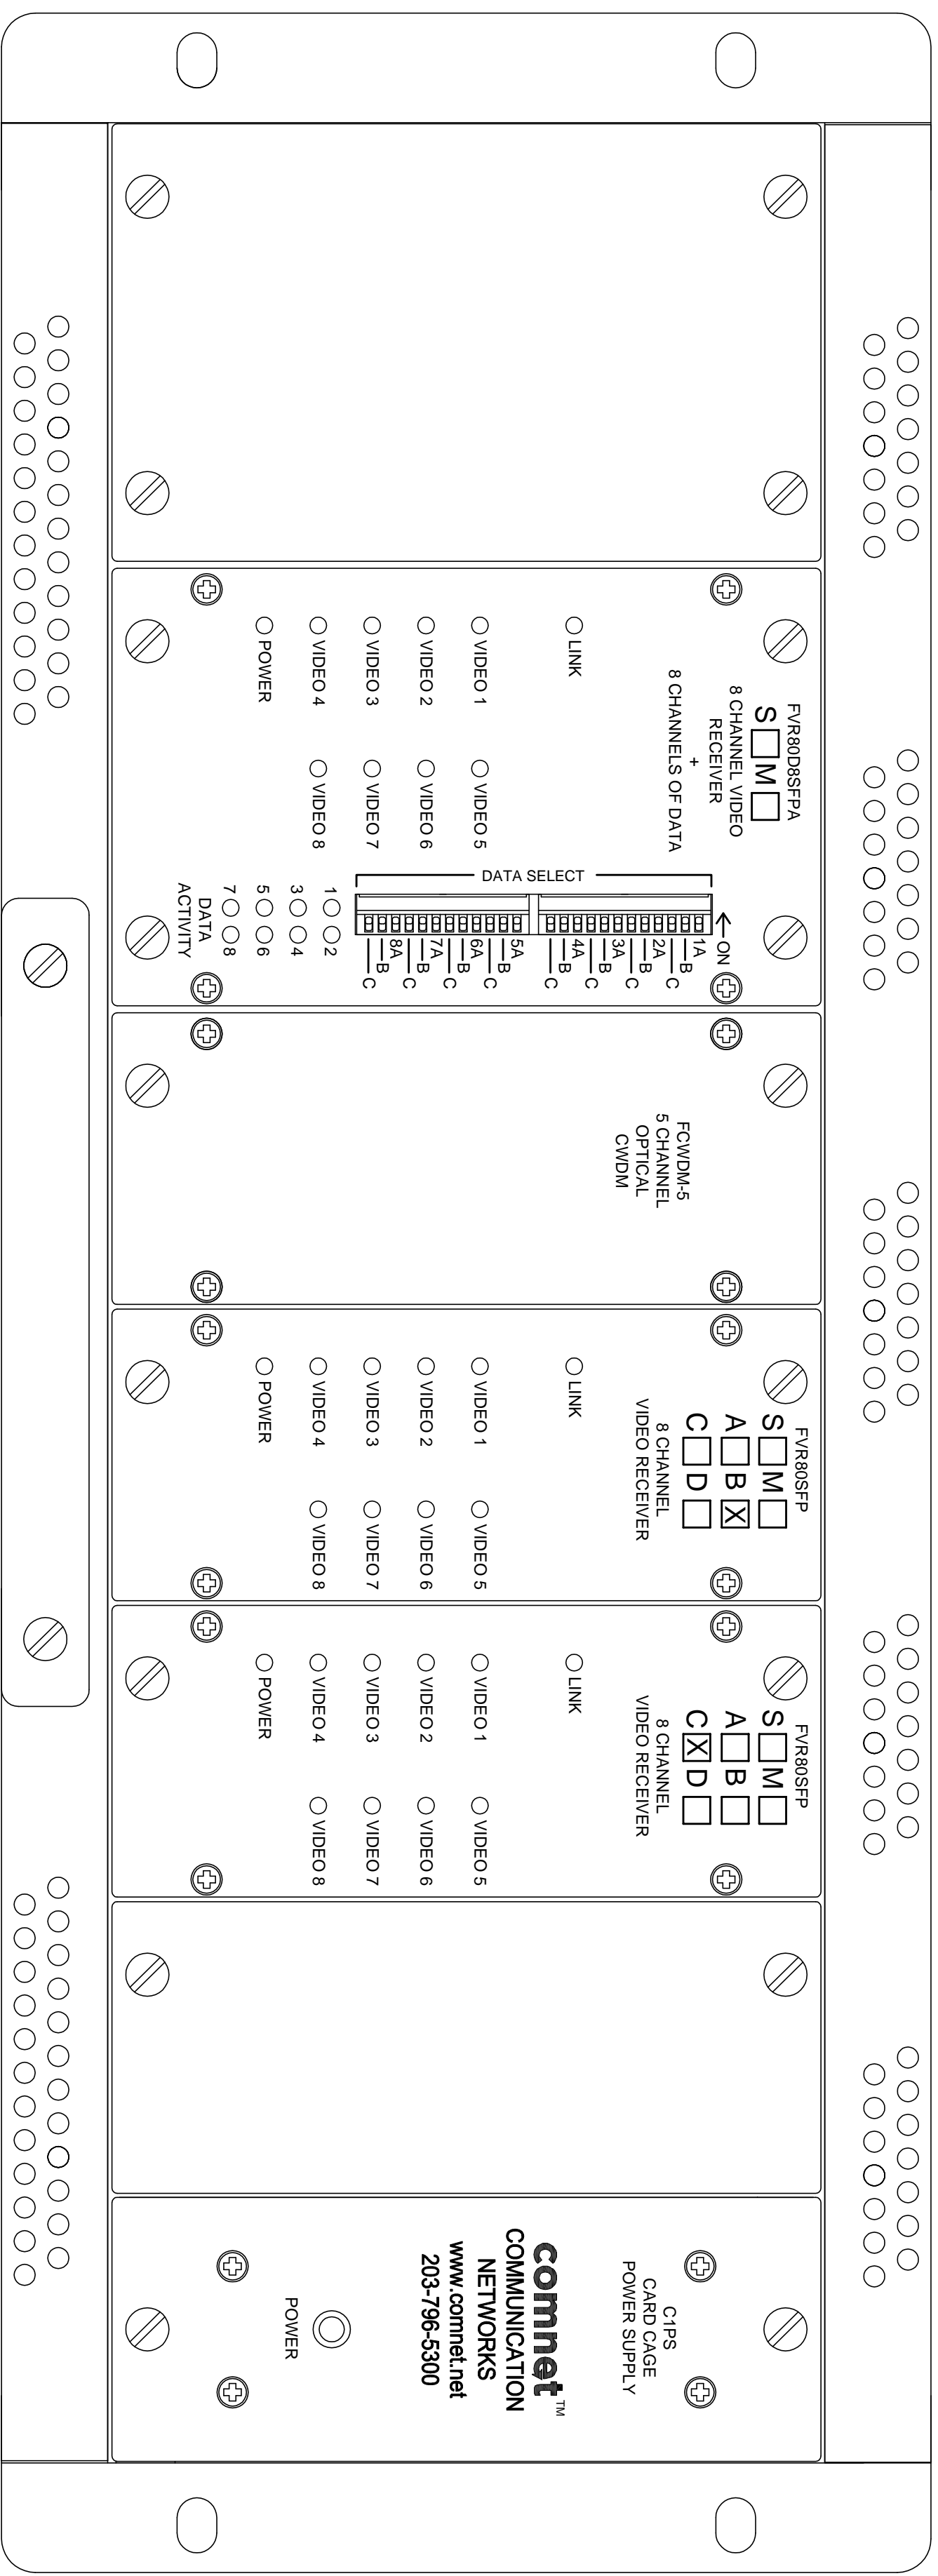 FVR80D8SFPA
S M
8 CHANNEL VIDEO
RECEIVER
+
8 CHANNELS OF DATA
LINK
VIDEO 1 VIDEO 5
VIDEO 2 VIDEO 6
VIDEO 3 VIDEO 7
VIDEO 4 VIDEO 8
POWER
DATA SELECT
ON
1A
B
C
2A
B
C
3A
B
C
4A
B
C
5A
B
C
6A
B
C
7A
B
C
8A
B
C
1 2
3 4
5 6
7 8
DATA
ACTIVITY
FCWDM-5
5 CHANNEL
OPTICAL
CWDM
FVR80SFP
S M
A B X
C D
8 CHANNEL
VIDEO RECEIVER
LINK
VIDEO 1 VIDEO 5
VIDEO 2 VIDEO 6
VIDEO 3 VIDEO 7
VIDEO 4 VIDEO 8
POWER
FVR80SFP
S M
A B
C X D
8 CHANNEL
VIDEO RECEIVER
LINK
VIDEO 1 VIDEO 5
VIDEO 2 VIDEO 6
VIDEO 3 VIDEO 7
VIDEO 4 VIDEO 8
POWER
C1PS
CARD CAGE
POWER SUPPLY
comnet™
COMMUNICATION
NETWORKS
www.comnet.net
203-796-5300
POWER